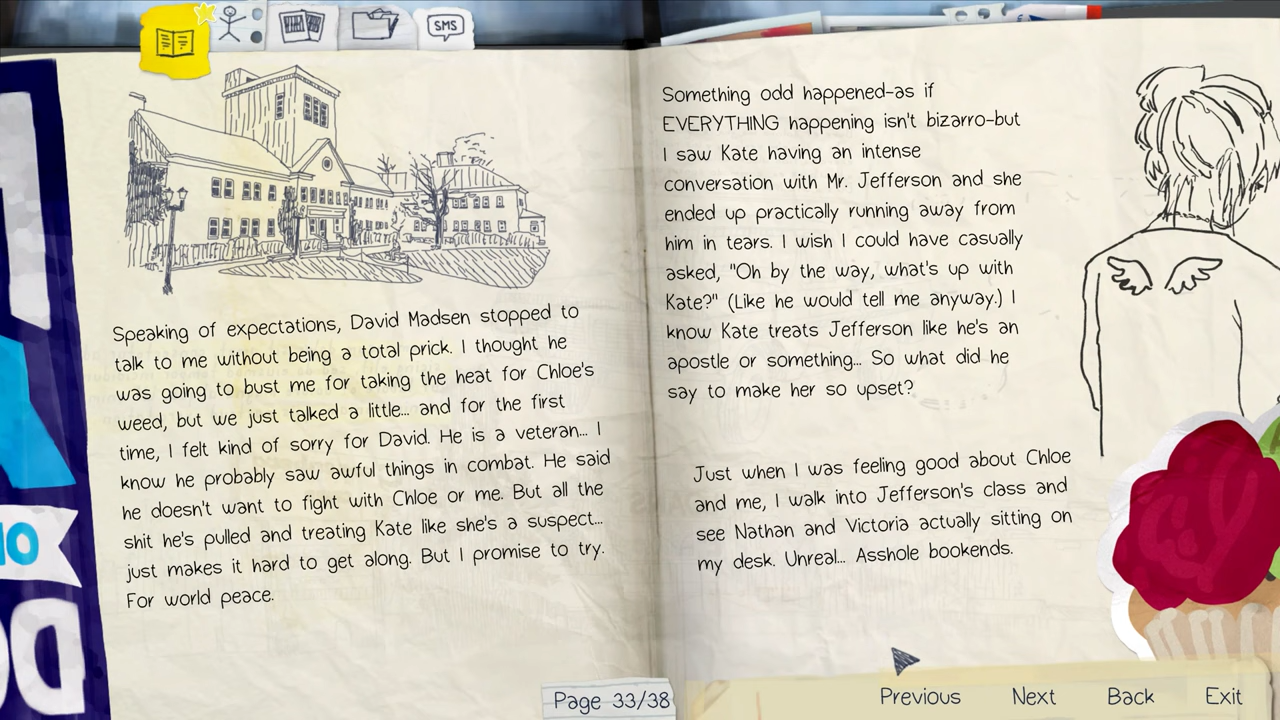 SMS
Speaking of expectations, David Madsen stopped to
talk to me without being a total prick. I thought he
was going to bust me for taking the heat for Chloe's
weed, but we just talked a little... and for the first
time, I felt kind of sorry for David. He is a veteran... I
know he probably saw awful things in combat. He said
he doesn't want to fight with Chloe or me. But all the
shit he's pulled and treating Kate like she's a suspect...
just makes it hard to get along. But I promise to try.
For world peace.
Something odd happened-as if
EVERYTHING happening isn't bizarro-but
I saw Kate having an intense
conversation with Mr. Jefferson and she
ended up practically running away from
him in tears. I wish I could have casually
asked, "Oh by the way, what's up with
Kate?" (Like he would tell me anyway.) I
know Kate treats Jefferson like he's an
apostle or something... So what did he
say to make her so upset?
Just when I was feeling good about Chloe
and me, I walk into Jefferson's class and
see Nathan and Victoria actually sitting on
my desk. Unreal... Asshole bookends.
Page 33/38
Previous Next Back Exit